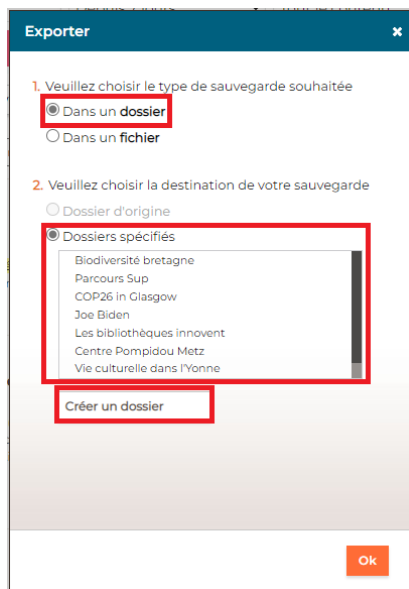 Exporter
1. Veuillez choisir le type de sauvegarde souhaitée
Dans un dossier
Dans un fichier
2. Veuillez choisir la destination de votre sauvegarde
Dossier d'origine
Dossiers spécifiés
Biodiversité bretagne
Parcours Sup
COP26 in Glasgow
Joe Biden
Les bibliothèques innovent
Centre Pompidou Metz
Vie culturelle dans l'Yonne
Créer un dossier
Ok